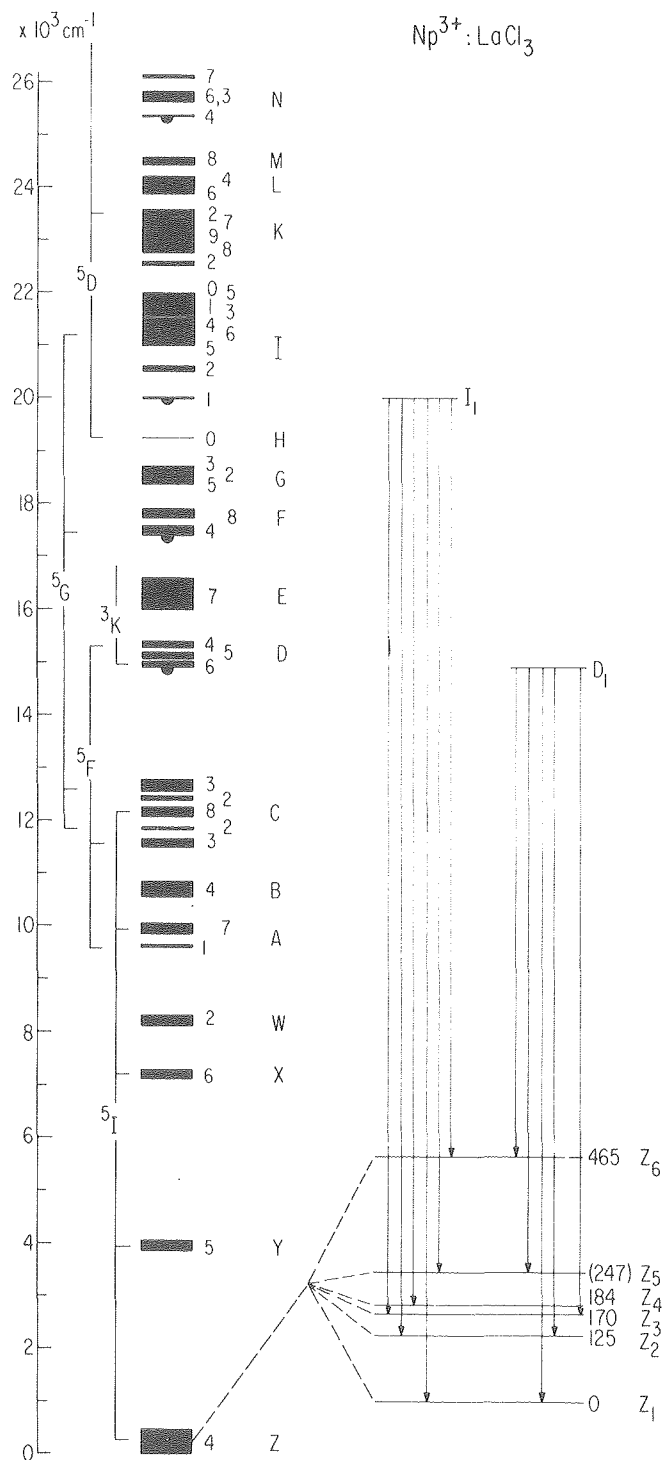 x 10³ cm⁻¹
Np³⁺ : LaCl₃
26
7
6,3 N
4
8 M
24
4
6 L
2
7
9 K
8
2
⁵D
22
0 5
1 3
4 6
5 I
2
20
1
I₁
0 H
3
5 2 G
18
8 F
4
⁵G
16
7 E
³K
4
5 D
6
D₁
14
⁵F
3
2
12
8 C
2
3
4 B
10
7
1 A
8
2 W
6 X
6
⁵I
465 Z₆
4
5 Y
(247) Z₅
184 Z₄
170 Z₃
125 Z₂
2
0 Z₁
0
4 Z